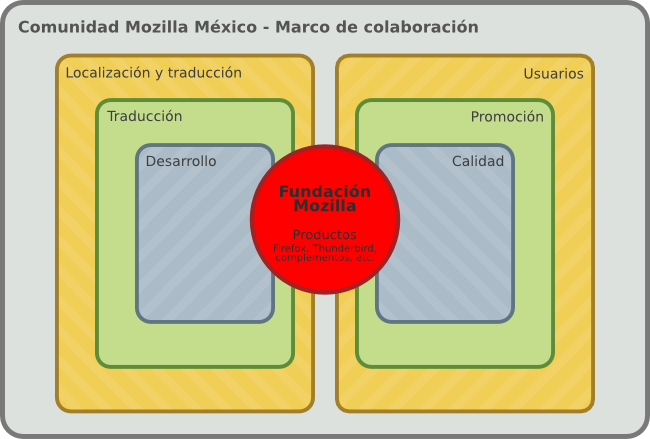 Comunidad Mozilla México - Marco de colaboración
Localización y traducción
Usuarios
Traducción
Promoción
Desarrollo
Calidad
Fundación
Mozilla
Productos
Firefox, Thunderbird,
complementos, etc.